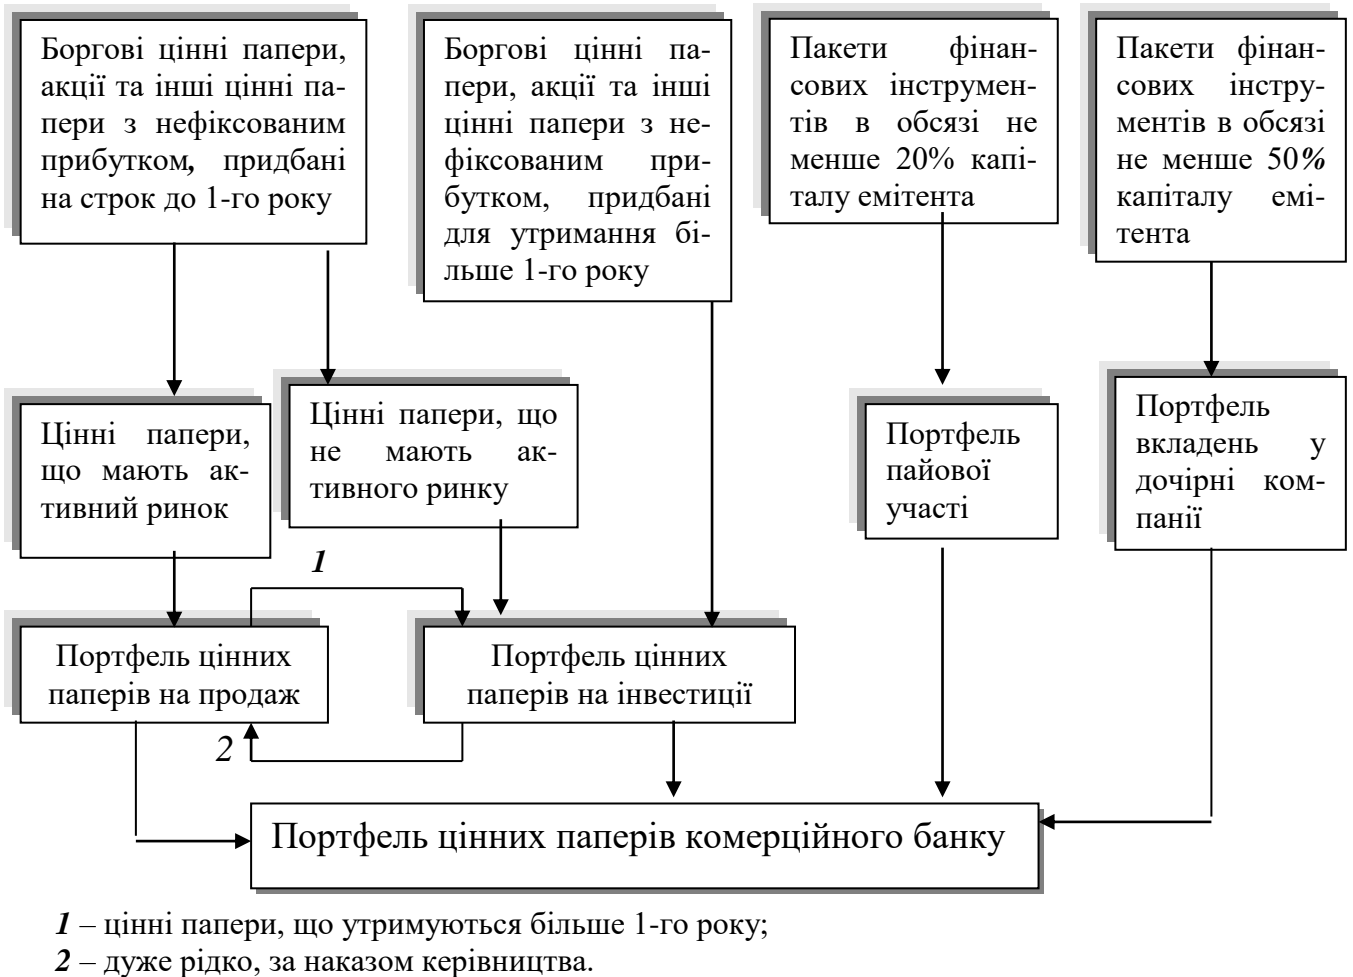 Боргові цінні папери,
акції та інші цінні па-
пери з нефіксованим
прибутком, придбані
на строк до 1-го року
Боргові цінні па-
пери, акції та інші
цінні папери з не-
фіксованим при-
бутком, придбані
для утримання бі-
льше 1-го року
Пакети фінан-
сових інструмен-
тів в обсязі не
менше 20% капі-
талу емітента
Пакети фінан-
сових інстру-
ментів в обсязі
не менше 50%
капіталу емі-
тента
Цінні папери,
що мають ак-
тивний ринок
Цінні папери, що
не мають ак-
тивного ринку
Портфель
пайової
участі
Портфель
вкладень у
дочірні ком-
панії
1
Портфель цінних
паперів на продаж
Портфель цінних
паперів на інвестиції
2
Портфель цінних паперів комерційного банку
1 – цінні папери, що утримуються більше 1-го року;
2 – дуже рідко, за наказом керівництва.